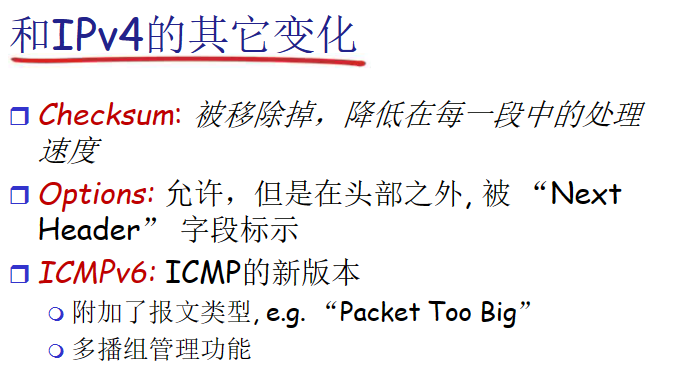 和IPv4的其它变化
Checksum: 被移除掉，降低在每一段中的处理
速度
Options: 允许，但是在头部之外, 被 “Next
Header” 字段标示
ICMPv6: ICMP的新版本
附加了报文类型, e.g. “Packet Too Big”
多播组管理功能